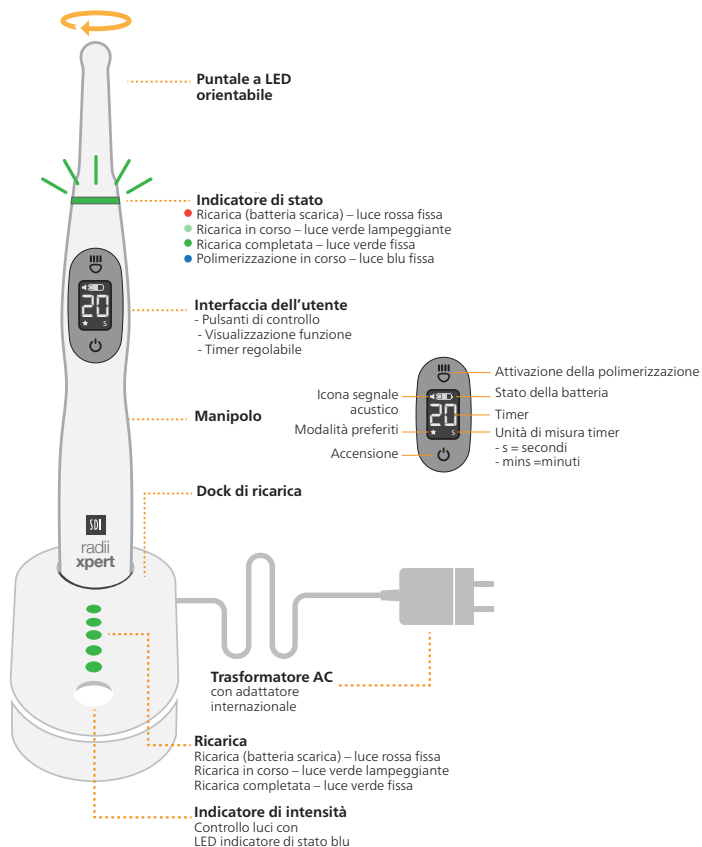 Puntale a LED
orientabile
Indicatore di stato
Ricarica (batteria scarica) – luce rossa fissa
Ricarica in corso – luce verde lampeggiante
Ricarica completata – luce verde fissa
Polimerizzazione in corso – luce blu fissa
20
s
Interfaccia dell’utente
- Pulsanti di controllo
- Visualizzazione funzione
- Timer regolabile
Manipolo
Icona segnale
acustico
Modalità preferiti
Accensione
20
s
Attivazione della polimerizzazione
Stato della batteria
Timer
Unità di misura timer
- s = secondi
- mins =minuti
Dock di ricarica
SDI
radii
xpert
Trasformatore AC
con adattatore
internazionale
Ricarica
Ricarica (batteria scarica) – luce rossa fissa
Ricarica in corso – luce verde lampeggiante
Ricarica completata – luce verde fissa
Indicatore di intensità
Controllo luci con
LED indicatore di stato blu